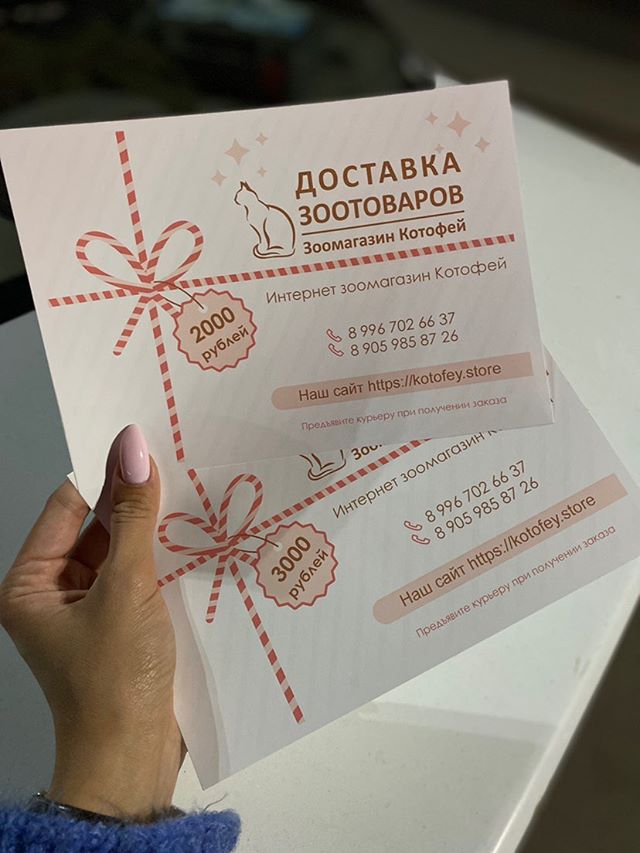 ДОСТАВКА
ЗООТОВАРОВ
Зоомагазин Котофей
Интернет зоомагазин Котофей
2000
рублей
8 996 702 66 37
8 905 985 87 26
Наш сайт https://kotofey.store
Предъявите курьеру при получении заказа
Интернет зоомагазин
3000
рублей
8 996 702 66 37
8 905 985 87 26
Наш сайт https://kotofey.store
Предъявите курьеру при получении заказа